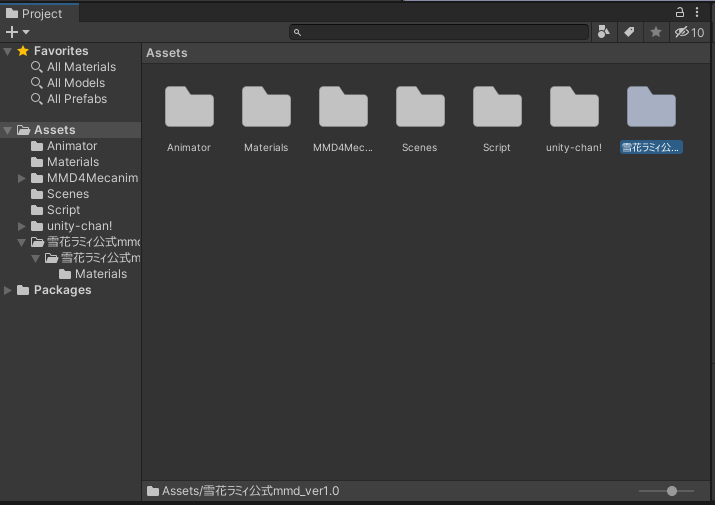 Project
10
Favorites
All Materials
All Models
All Prefabs
Assets
Animator
Materials
MMD4Mecanim
Scenes
Script
unity-chan!
雪花ラミィ公式mmd
雪花ラミィ公式m
Materials
Packages
Assets
Animator
Materials
MMD4Mec...
Scenes
Script
unity-chan!
雪花ラミィ公...
Assets/雪花ラミィ公式mmd_ver1.0